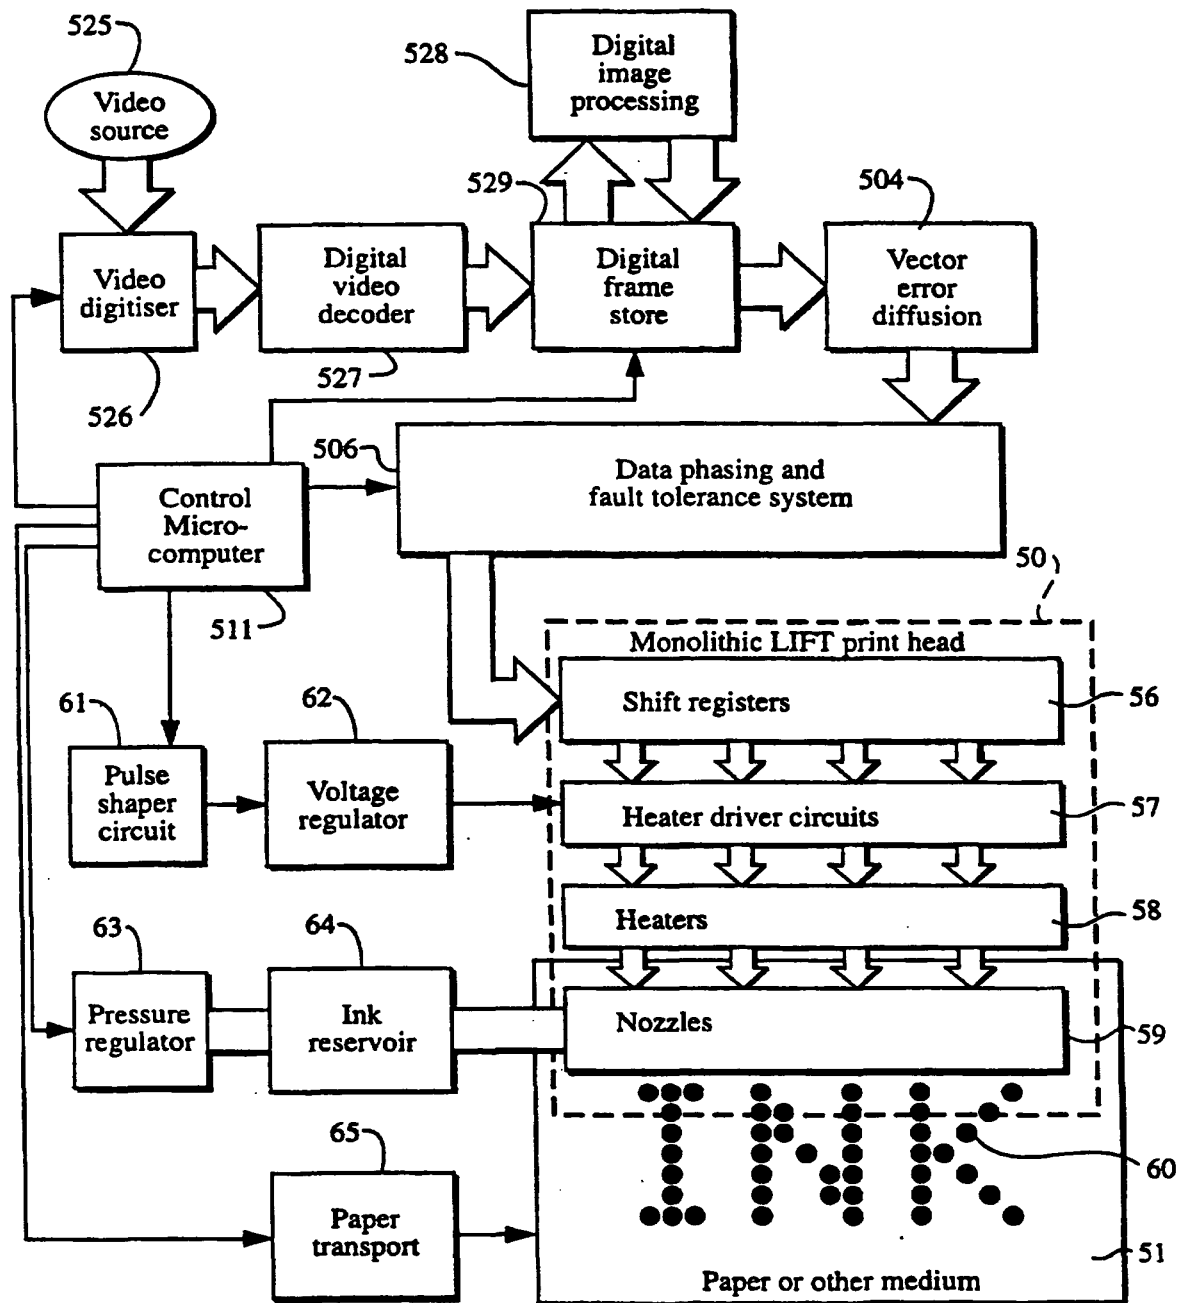 525
Video
source
528
Digital
image
processing
529
504
Video
digitiser
Digital
video
decoder
Digital
frame
store
Vector
error
diffusion
526
527
506
Control
Micro-
computer
Data phasing and
fault tolerance system
511
50
Monolithic LIFT print head
Shift registers
56
61
62
Pulse
shaper
circuit
Voltage
regulator
Heater driver circuits
57
Heaters
58
63
64
Pressure
regulator
Ink
reservoir
Nozzles
59
INK
60
65
Paper
transport
51
Paper or other medium